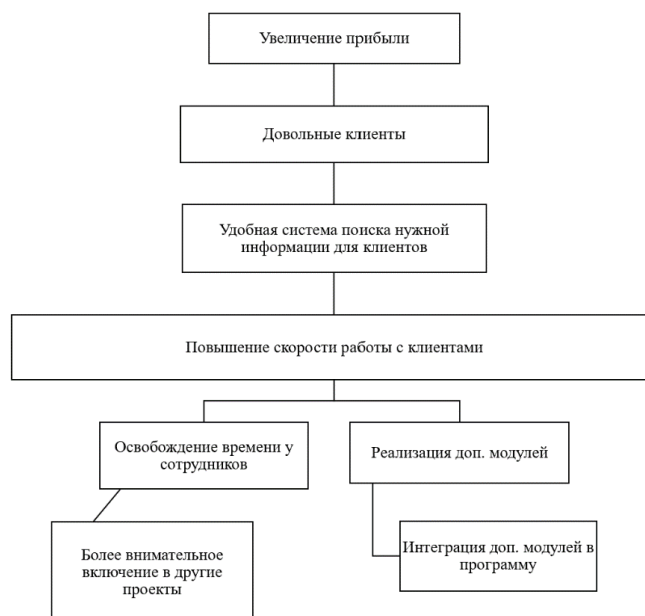 Увеличение прибыли
Довольные клиенты
Удобная система поиска нужной
информации для клиентов
Повышение скорости работы с клиентами
Освобождение времени у
сотрудников
Реализация доп. модулей
Более внимательное
включение в другие
проекты
Интеграция доп. модулей в
программу